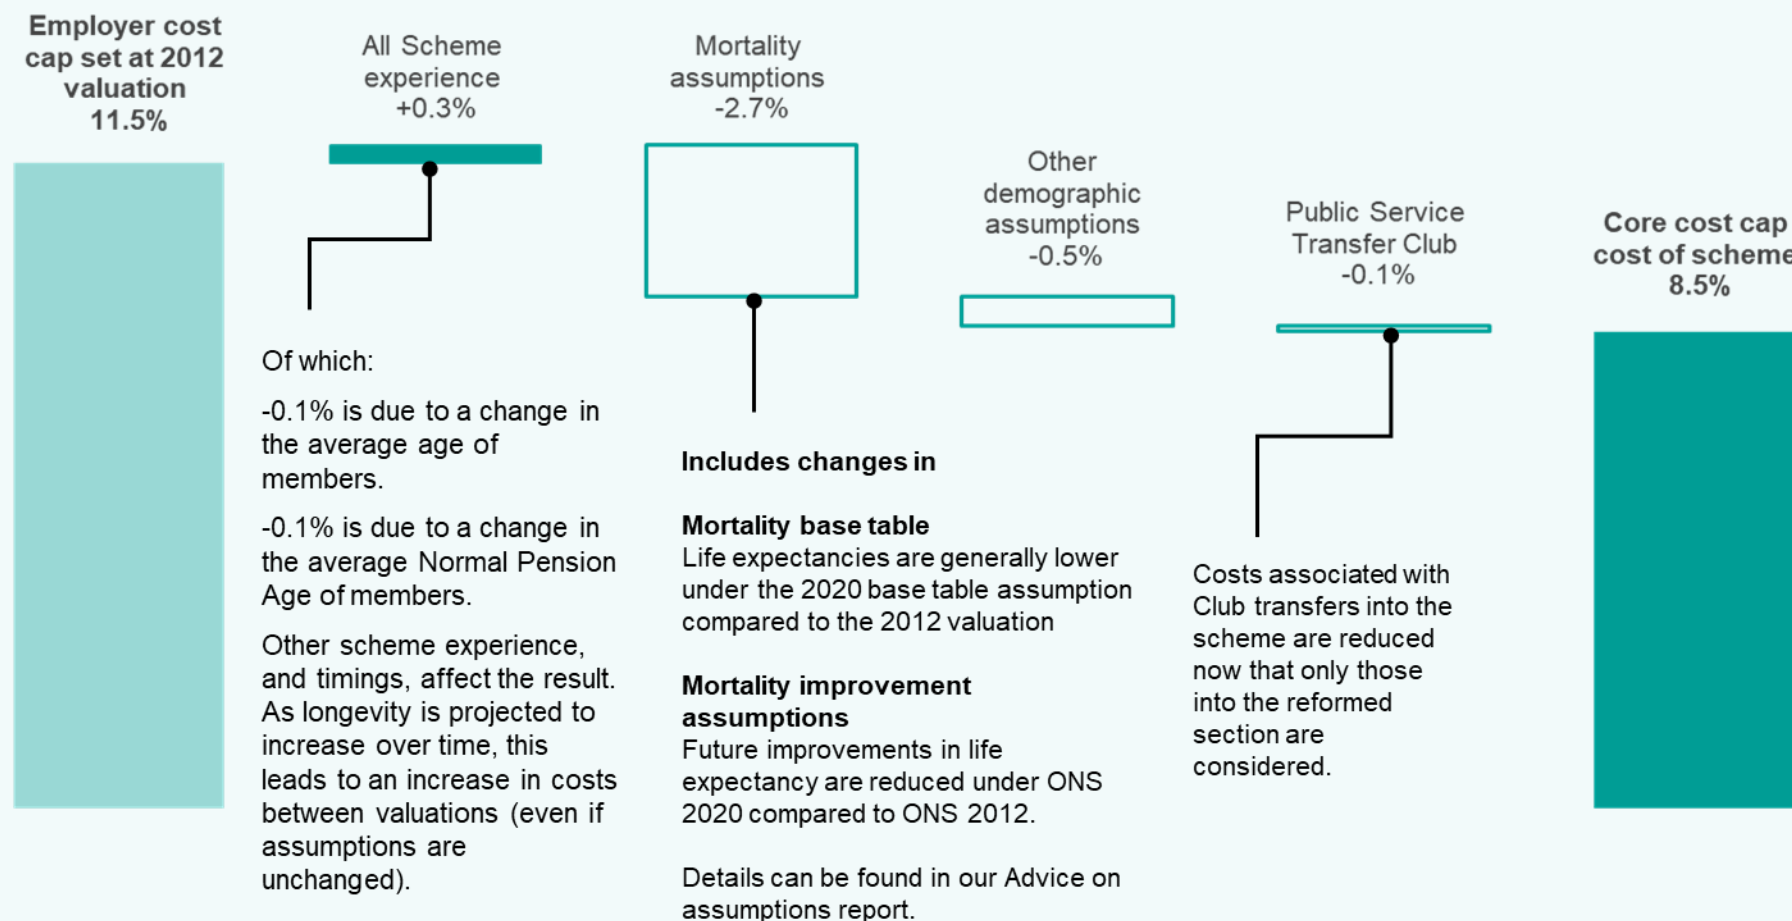 Employer cost
cap set at 2012
valuation
11.5%
All Scheme
experience
+0.3%
Mortality
assumptions
-2.7%
Other
demographic
assumptions
-0.5%
Public Service
Transfer Club
-0.1%
Core cost cap
cost of scheme
8.5%
Of which:
-0.1% is due to a change in
the average age of
members.
-0.1% is due to a change in
the average Normal Pension
Age of members.
Other scheme experience,
and timings, affect the result.
As longevity is projected to
increase over time, this
leads to an increase in costs
between valuations (even if
assumptions are
unchanged).
Includes changes in
Mortality base table
Life expectancies are generally lower
under the 2020 base table assumption
compared to the 2012 valuation
Mortality improvement
assumptions
Future improvements in life
expectancy are reduced under ONS
2020 compared to ONS 2012.
Details can be found in our Advice on
assumptions report.
Costs associated with
Club transfers into the
scheme are reduced
now that only those
into the reformed
section are
considered.